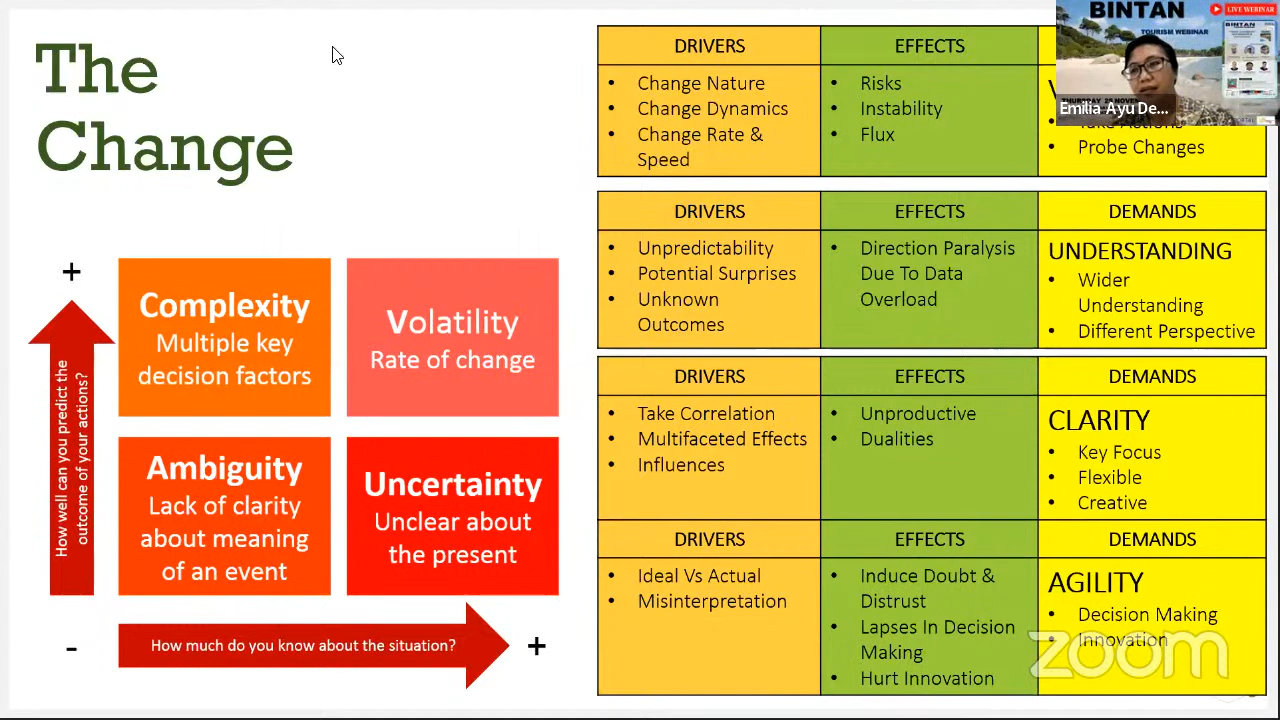 The
Change
+
Complexity
Multiple key
decision factors
Volatility
Rate of change
Ambiguity
Lack of clarity
about meaning
of an event
Uncertainty
Unclear about
the present
How well can you predict the
outcome of your actions?
-
How much do you know about the situation?
+
DRIVERS
EFFECTS
• Change Nature
• Change Dynamics
• Change Rate &
Speed
• Risks
• Instability
• Flux
• Take Actions
• Probe Changes
DRIVERS
EFFECTS
DEMANDS
• Unpredictability
• Potential Surprises
• Unknown
Outcomes
• Direction Paralysis
Due To Data
Overload
UNDERSTANDING
• Wider
Understanding
• Different Perspective
DRIVERS
EFFECTS
DEMANDS
• Take Correlation
• Multifaceted Effects
• Influences
• Unproductive
• Dualities
CLARITY
• Key Focus
• Flexible
• Creative
DRIVERS
EFFECTS
DEMANDS
• Ideal Vs Actual
• Misinterpretation
• Induce Doubt &
Distrust
• Lapses In Decision
Making
• Hurt Innovation
AGILITY
• Decision Making
• Innovation
zoom
BINTAN
LIVE WEBINAR
TOURISM WEBINAR
BINTAN
Emilia Ayu De...